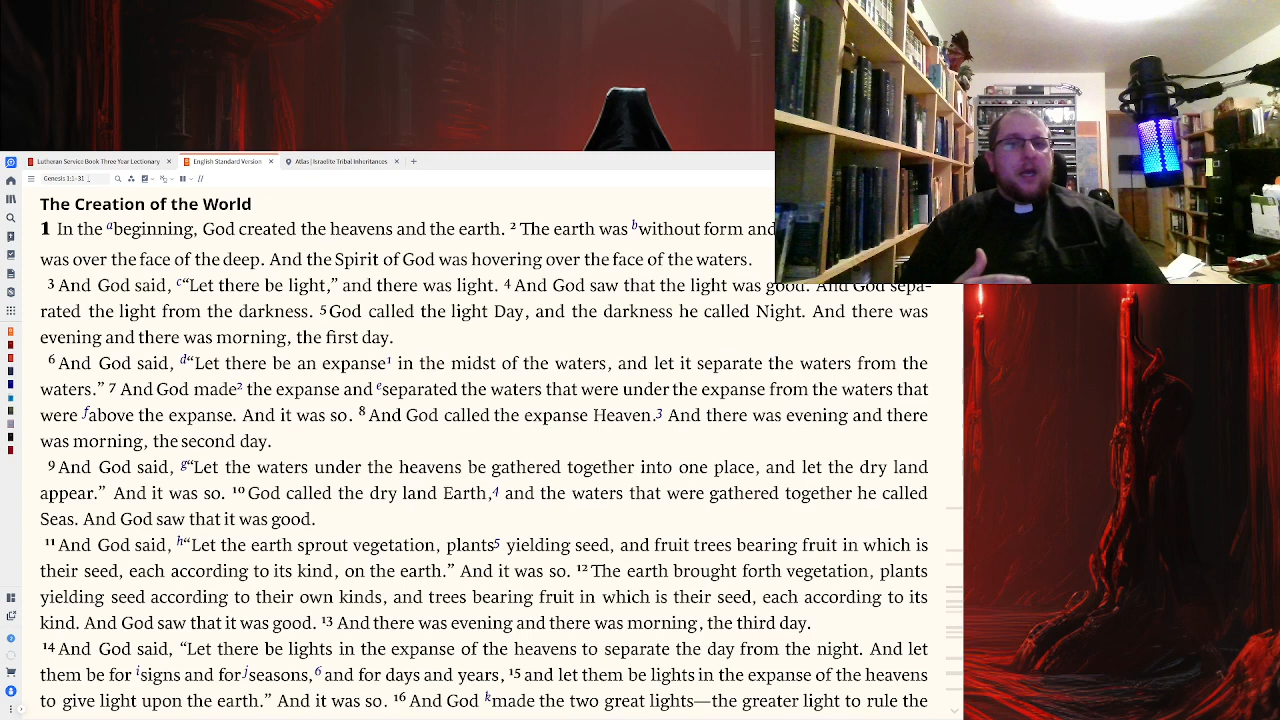 Lutheran Service Book Three Year Lectionary
English Standard Version
Atlas | Israelite Tribal Inheritances
Genesis 1:1–31
The Creation of the World
1 In the a beginning, God created the heavens and the earth. 2 The earth was b without form and
was over the face of the deep. And the Spirit of God was hovering over the face of the waters.
3 And God said, c “Let there be light,” and there was light. 4 And God saw that the light was good. And God sepa-
rated the light from the darkness. 5 God called the light Day, and the darkness he called Night. And there was
evening and there was morning, the first day.
6 And God said, d “Let there be an expanse1 in the midst of the waters, and let it separate the waters from the
waters.” 7 And God made2 the expanse and e separated the waters that were under the expanse from the waters that
were f above the expanse. And it was so. 8 And God called the expanse Heaven.3 And there was evening and there
was morning, the second day.
9 And God said, g “Let the waters under the heavens be gathered together into one place, and let the dry land
appear.” And it was so. 10 God called the dry land Earth,4 and the waters that were gathered together he called
Seas. And God saw that it was good.
11 And God said, h “Let the earth sprout vegetation, plants5 yielding seed, and fruit trees bearing fruit in which is
their seed, each according to its kind, on the earth.” And it was so. 12 The earth brought forth vegetation, plants
yielding seed according to their own kinds, and trees bearing fruit in which is their seed, each according to its
kind. And God saw that it was good. 13 And there was evening and there was morning, the third day.
14 And God said, “Let there be lights in the expanse of the heavens to separate the day from the night. And let
them be for i signs and for j seasons,6 and for days and years, 15 and let them be lights in the expanse of the heavens
to give light upon the earth.” And it was so. 16 And God k made the two great lights—the greater light to rule the